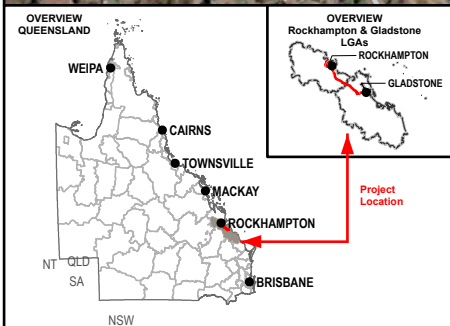 OVERVIEW
QUEENSLAND
WEIPA
CAIRNS
TOWNSVILLE
MACKAY
ROCKHAMPTON
BRISBANE
NT QLD
SA
NSW
OVERVIEW
Rockhampton & Gladstone
LGAs
ROCKHAMPTON
GLADSTONE
Project
Location